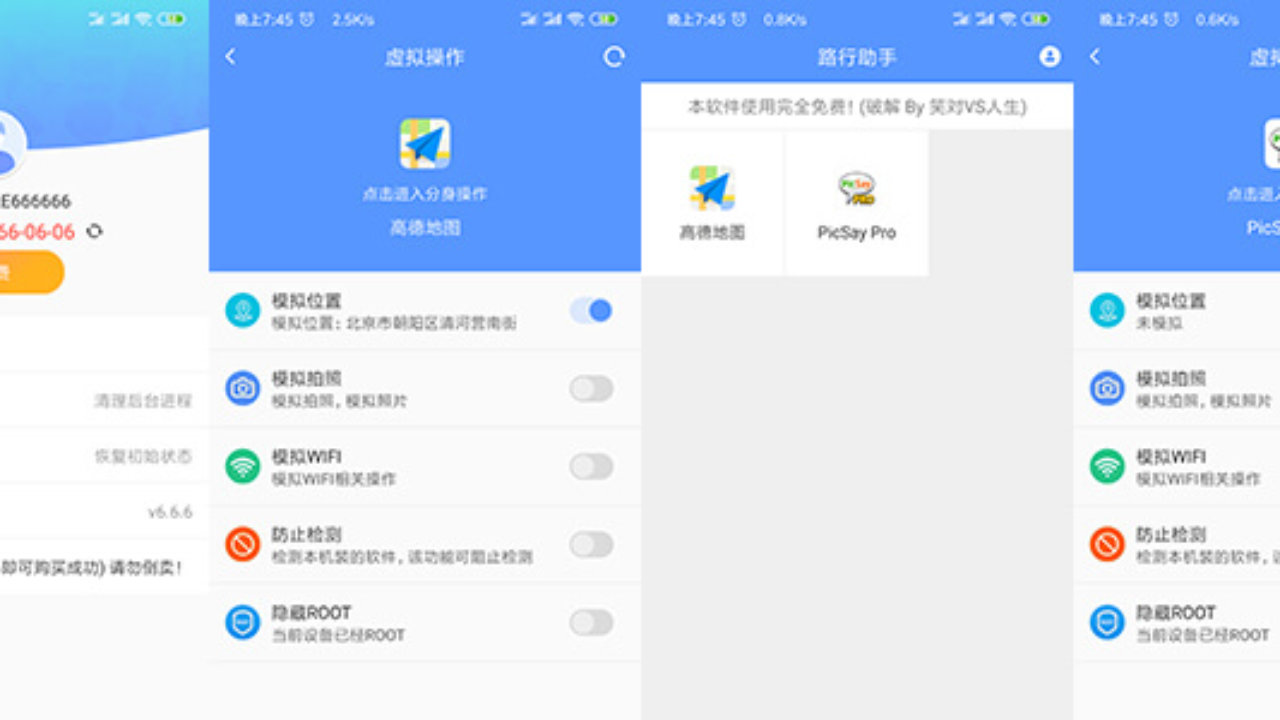 E666666
66-06-06
费
清理后台进程
恢复初始状态
v6.6.6
即可购买成功) 请勿倒卖!
晚上7:45 2.5K/s
虚拟操作
点击进入分身操作
高德地图
模拟位置
模拟位置: 北京市朝阳区清河营南街
模拟拍照
模拟拍照, 模拟照片
模拟WIFI
模拟WIFI相关操作
防止检测
检测本机装的软件, 该功能可阻止检测
隐藏ROOT
当前设备已经ROOT
晚上7:45 0.8K/s
路行助手
本软件使用完全免费! (破解 By 笑对VS人生)
高德地图
PicSay Pro
晚上7:45 0.6K/s
虚拟
点击进入
PicS
模拟位置
未模拟
模拟拍照
模拟拍照, 模拟照片
模拟WIFI
模拟WIFI相关操作
防止检测
检测本机装的软件, 该
隐藏ROOT
当前设备已经ROOT